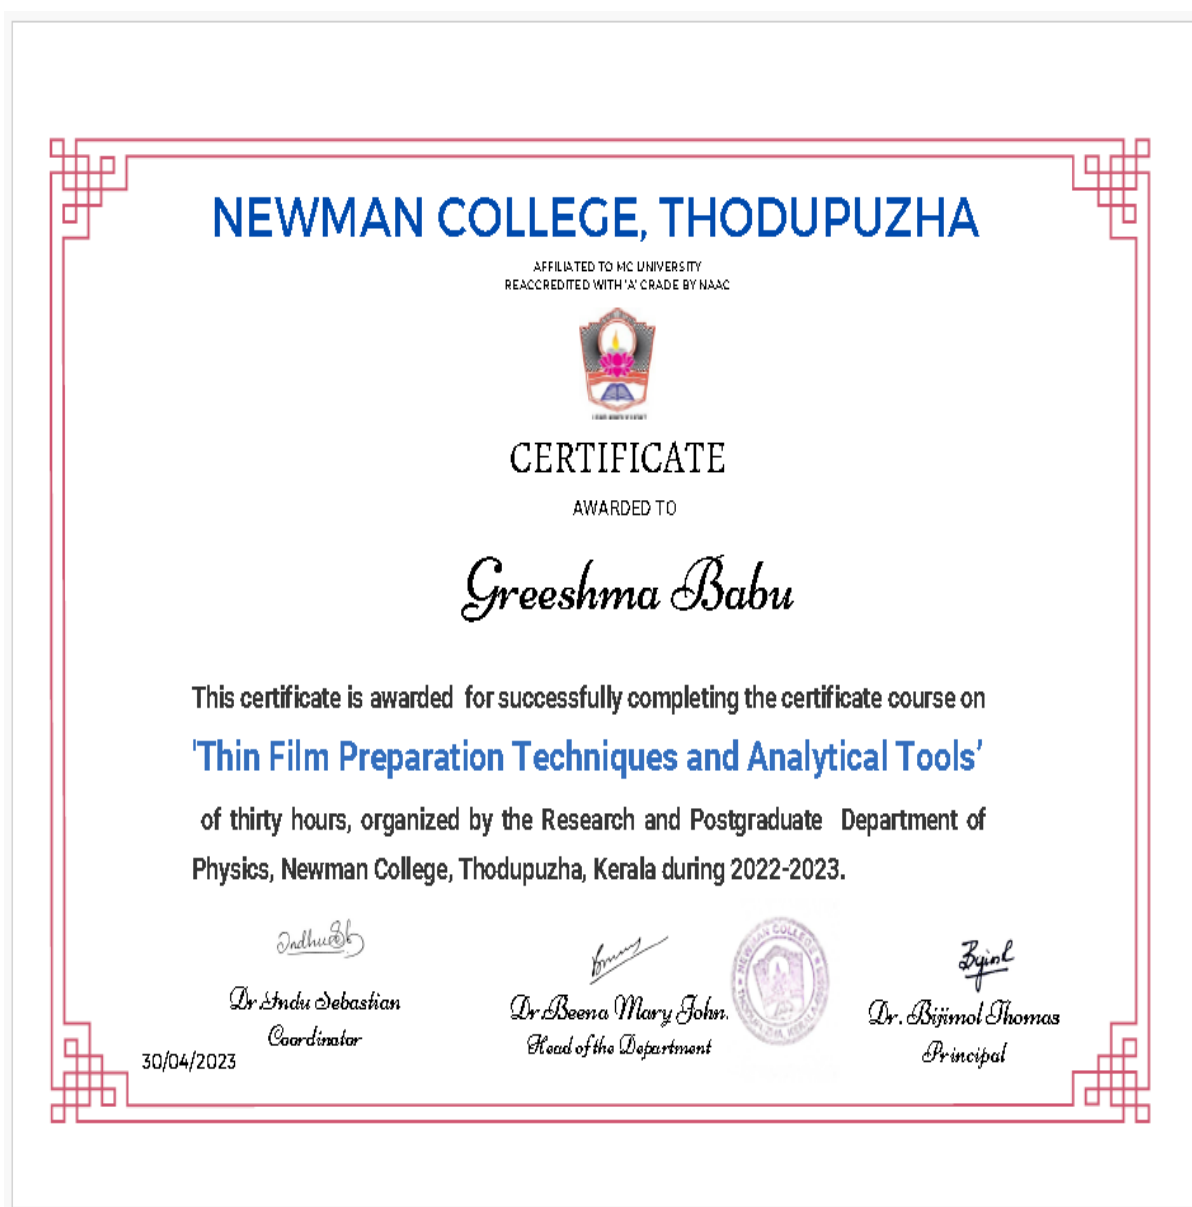 NEWMAN COLLEGE, THODUPUZHA
AFFILIATED TO MG UNIVERSITY
REACCREDITED WITH 'A' GRADE BY NAAC
CERTIFICATE
AWARDED TO
Greeshma Babu
This certificate is awarded for successfully completing the certificate course on
'Thin Film Preparation Techniques and Analytical Tools'
of thirty hours, organized by the Research and Postgraduate Department of
Physics, Newman College, Thodupuzha, Kerala during 2022-2023.
Dr Indu Sebastian
Coordinator
Dr Beena Mary John.
Head of the Department
NEWMAN COLLEGE
Dr. Bijimol Thomas
Principal
30/04/2023